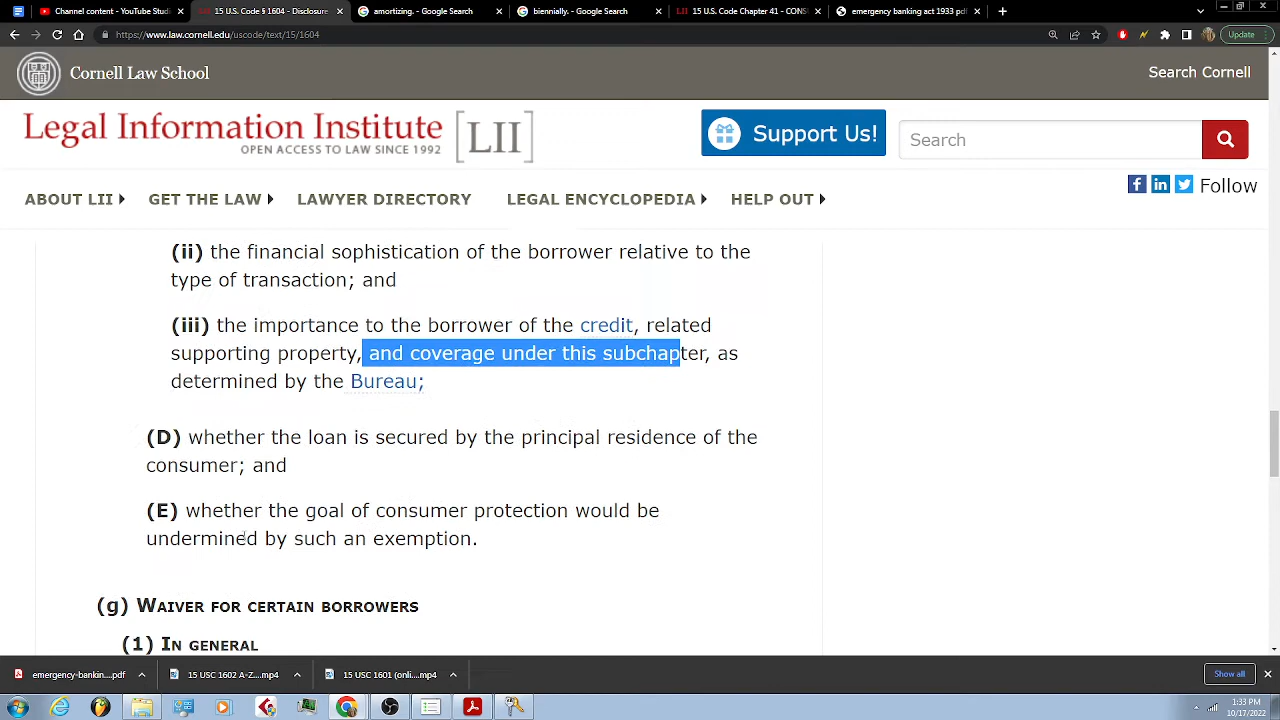 Channel content - YouTube Studi
15 U.S. Code § 1604 - Disclosure
amortizing. - Google Search
biennially. - Google Search
LII
15 U.S. Code Chapter 41 - CONS
emergency banking act 1933 pdf
https://www.law.cornell.edu/uscode/text/15/1604
Update
Cornell Law School
Search Cornell
Legal Information Institute [LII]
OPEN ACCESS TO LAW SINCE 1992
Support Us!
Search
ABOUT LII
GET THE LAW
LAWYER DIRECTORY
LEGAL ENCYCLOPEDIA
HELP OUT
Follow
(ii) the financial sophistication of the borrower relative to the
type of transaction; and
(iii) the importance to the borrower of the credit, related
supporting property, and coverage under this subchapter, as
determined by the Bureau;
(D) whether the loan is secured by the principal residence of the
consumer; and
(E) whether the goal of consumer protection would be
undermined by such an exemption.
(g) Waiver for certain borrowers
(1) In general
emergency-bankin....pdf
15 USC 1602 A-Z....mp4
15 USC 1601 (onli....mp4
Show all
1:33 PM
10/17/2022